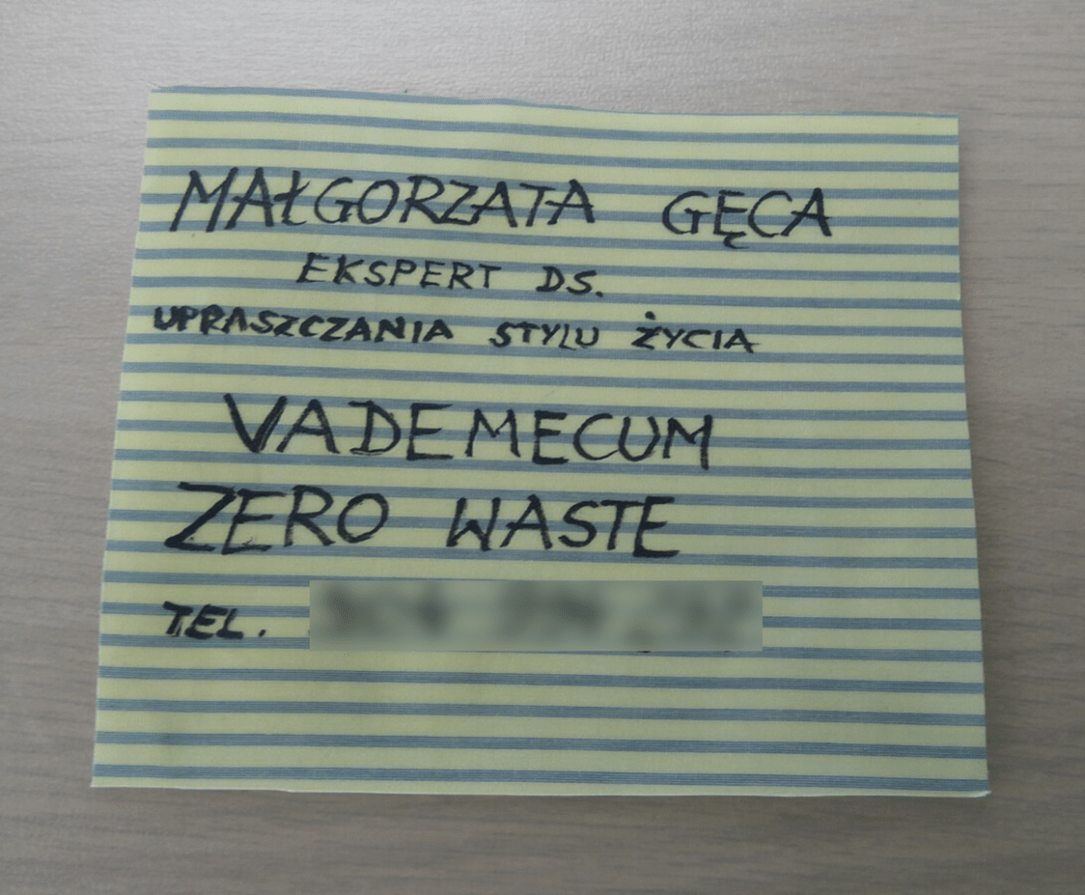 MAŁGORZATA GĘCA
EKSPERT DS.
UPRASZCZANIA STYLU ŻYCIA
VADEMECUM
ZERO WASTE
TEL.